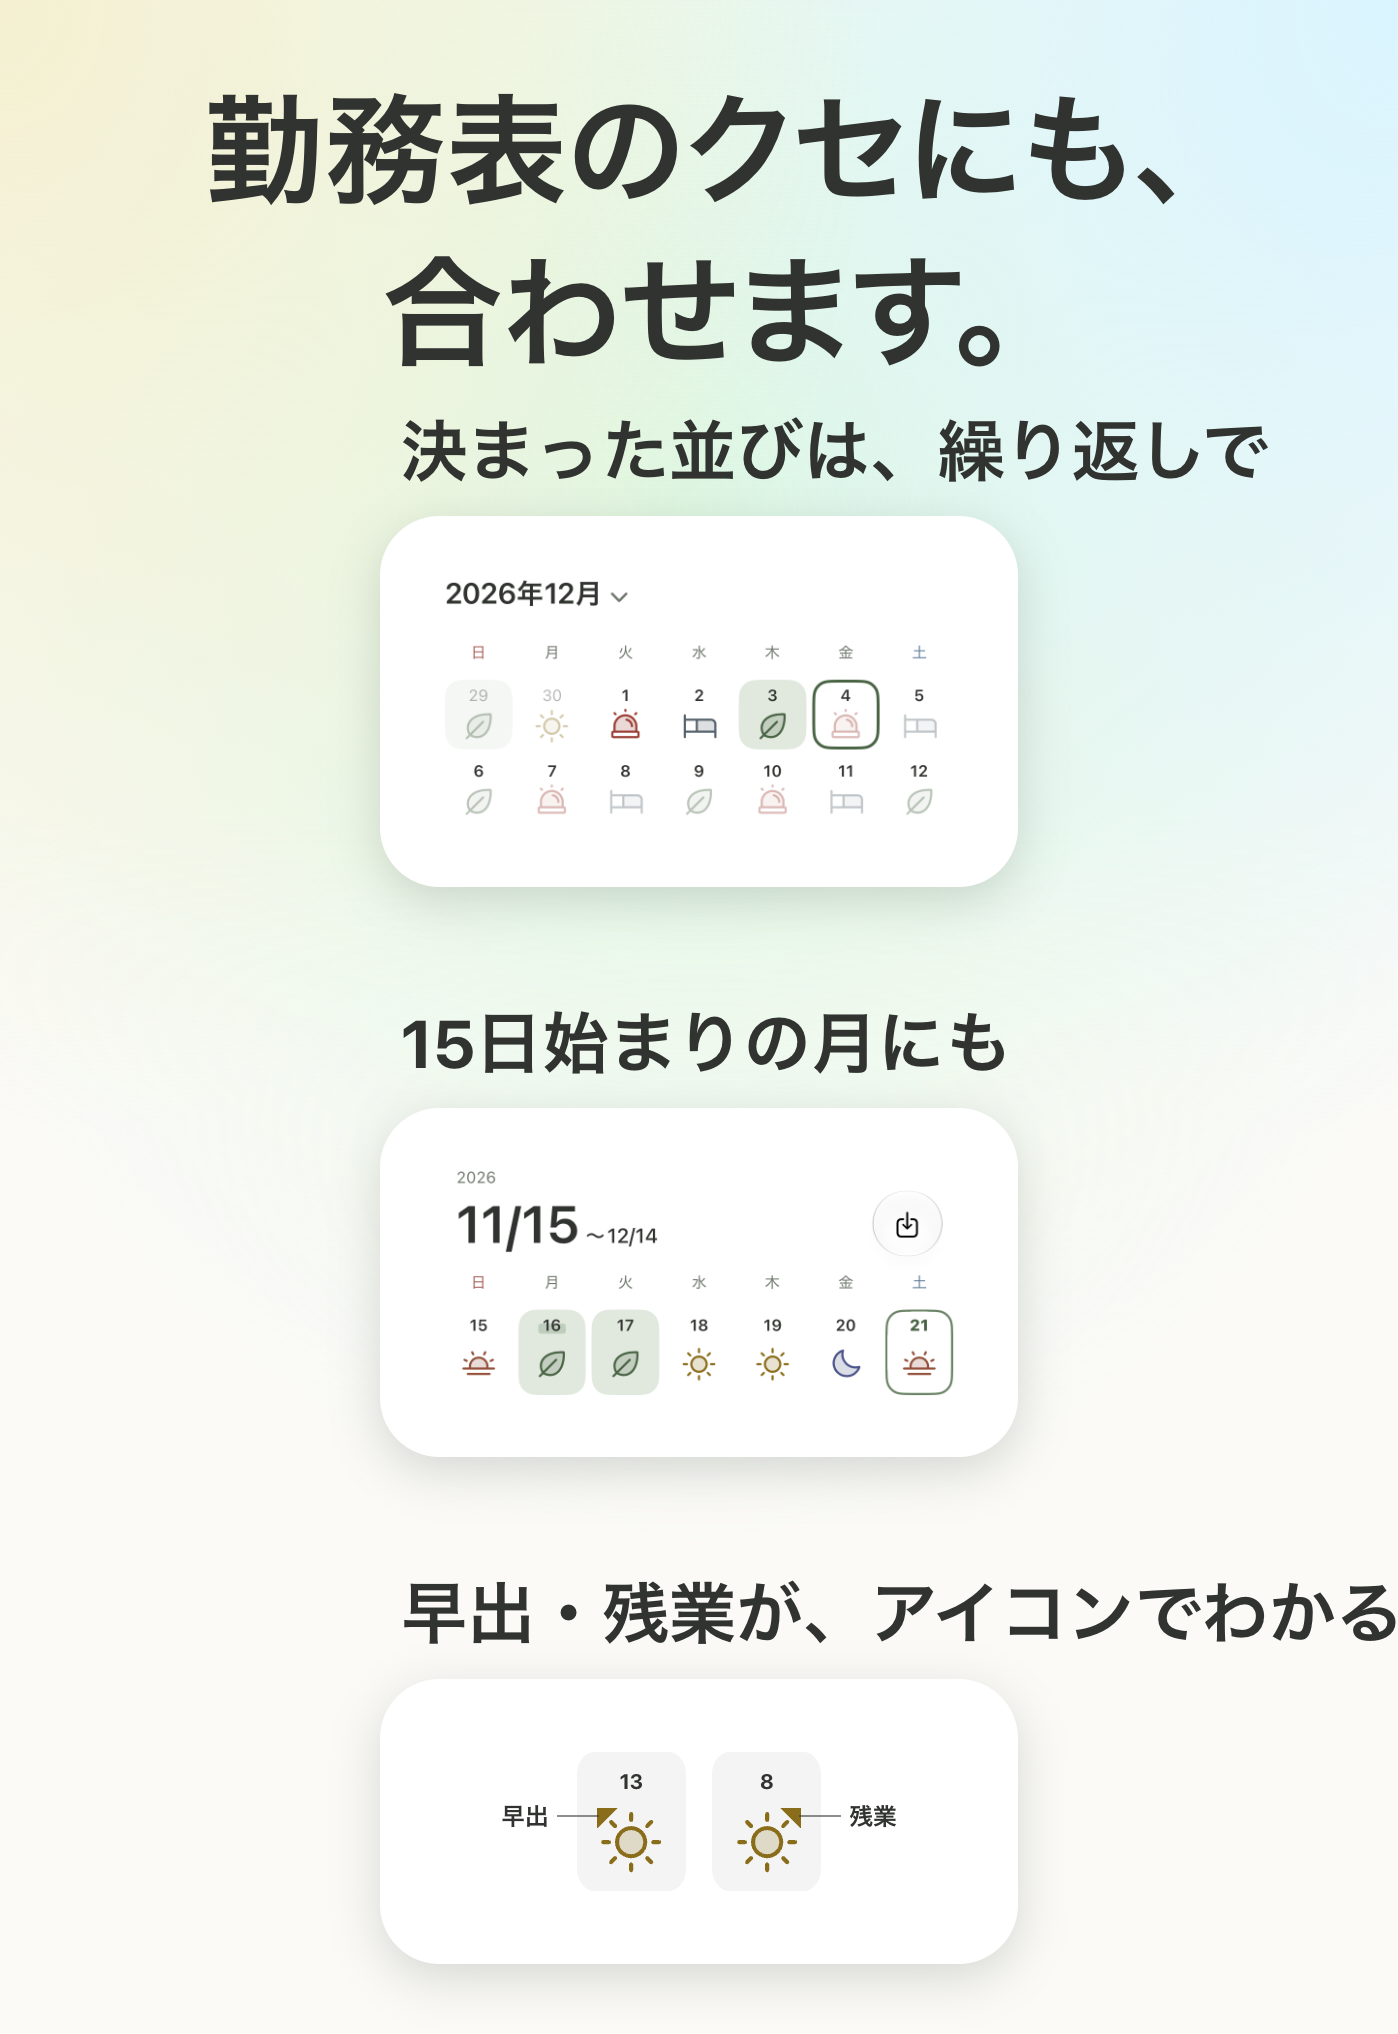 勤務表のクセにも、
合わせます。
決まった並びは、繰り返しで
2026年12月
日 月 火 水 木 金 土
29 30 1 2 3 4 5
6 7 8 9 10 11 12
15日始まりの月にも
2026
11/15 〜12/14
日 月 火 水 木 金 土
15 16 17 18 19 20 21
早出・残業が、アイコンでわかる
13 8
早出 残業